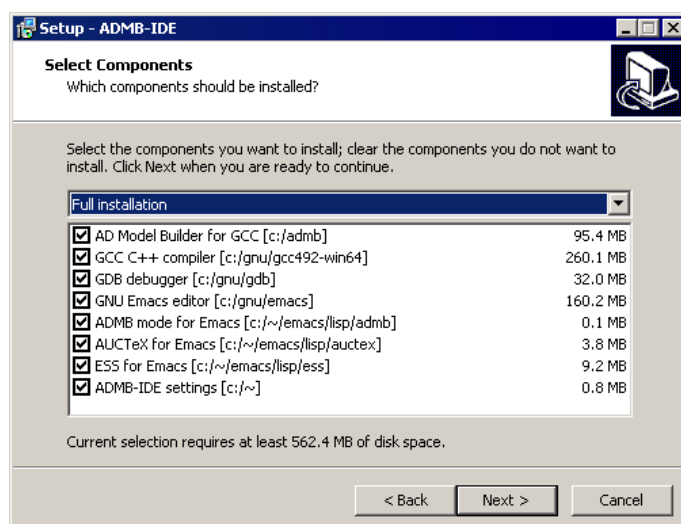 Setup - ADMB-IDE
Select Components
Which components should be installed?
Select the components you want to install; clear the components you do not want to
install. Click Next when you are ready to continue.
Full installation
AD Model Builder for GCC [c:/admb] 95.4 MB
GCC C++ compiler [c:/gnu/gcc492-win64] 260.1 MB
GDB debugger [c:/gnu/gdb] 32.0 MB
GNU Emacs editor [c:/gnu/emacs] 160.2 MB
ADMB mode for Emacs [c:/~/emacs/lisp/admb] 0.1 MB
AUCTeX for Emacs [c:/~/emacs/lisp/auctex] 3.8 MB
ESS for Emacs [c:/~/emacs/lisp/ess] 9.2 MB
ADMB-IDE settings [c:/~] 0.8 MB
Current selection requires at least 562.4 MB of disk space.
< Back Next > Cancel